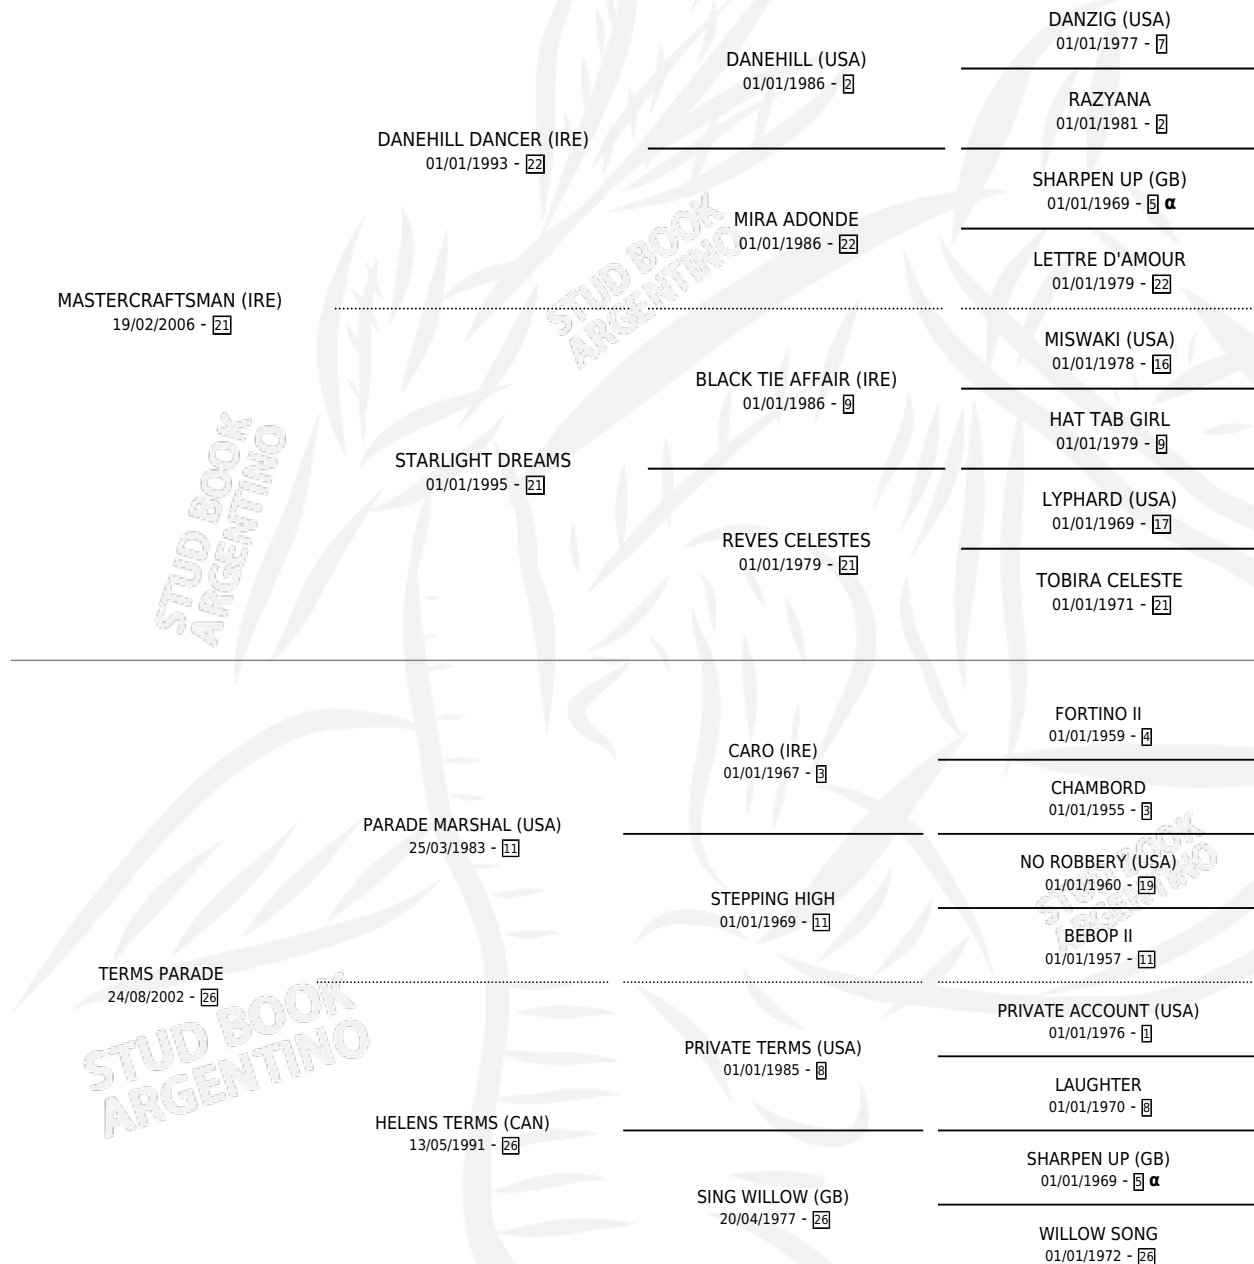 DANZIG (USA)
01/01/1977 - 7
DANEHILL (USA)
01/01/1986 - 2
RAZYANA
01/01/1981 - 2
DANEHILL DANCER (IRE)
01/01/1993 - 22
SHARPEN UP (GB)
01/01/1969 - 5 α
MIRA ADONDE
01/01/1986 - 22
LETTRE D'AMOUR
01/01/1979 - 22
STUD BOOK
ARGENTINO
MASTERCRAFTSMAN (IRE)
19/02/2006 - 21
MISWAKI (USA)
01/01/1978 - 16
BLACK TIE AFFAIR (IRE)
01/01/1986 - 9
HAT TAB GIRL
01/01/1979 - 9
STARLIGHT DREAMS
01/01/1995 - 21
LYPHARD (USA)
01/01/1969 - 17
REVES CELESTES
01/01/1979 - 21
TOBIRA CELESTE
01/01/1971 - 21
STUD BOOK
ARGENTINO
FORTINO II
01/01/1959 - 4
CARO (IRE)
01/01/1967 - 3
CHAMBORD
01/01/1955 - 3
PARADE MARSHAL (USA)
25/03/1983 - 11
NO ROBBERY (USA)
01/01/1960 - 19
STEPPING HIGH
01/01/1969 - 11
BEBOP II
01/01/1957 - 11
STUD BOOK
ARGENTINO
TERMS PARADE
24/08/2002 - 26
PRIVATE ACCOUNT (USA)
01/01/1976 - 1
PRIVATE TERMS (USA)
01/01/1985 - 8
LAUGHTER
01/01/1970 - 8
STUD BOOK
ARGENTINO
HELENS TERMS (CAN)
13/05/1991 - 26
SHARPEN UP (GB)
01/01/1969 - 5 α
SING WILLOW (GB)
20/04/1977 - 26
WILLOW SONG
01/01/1972 - 26